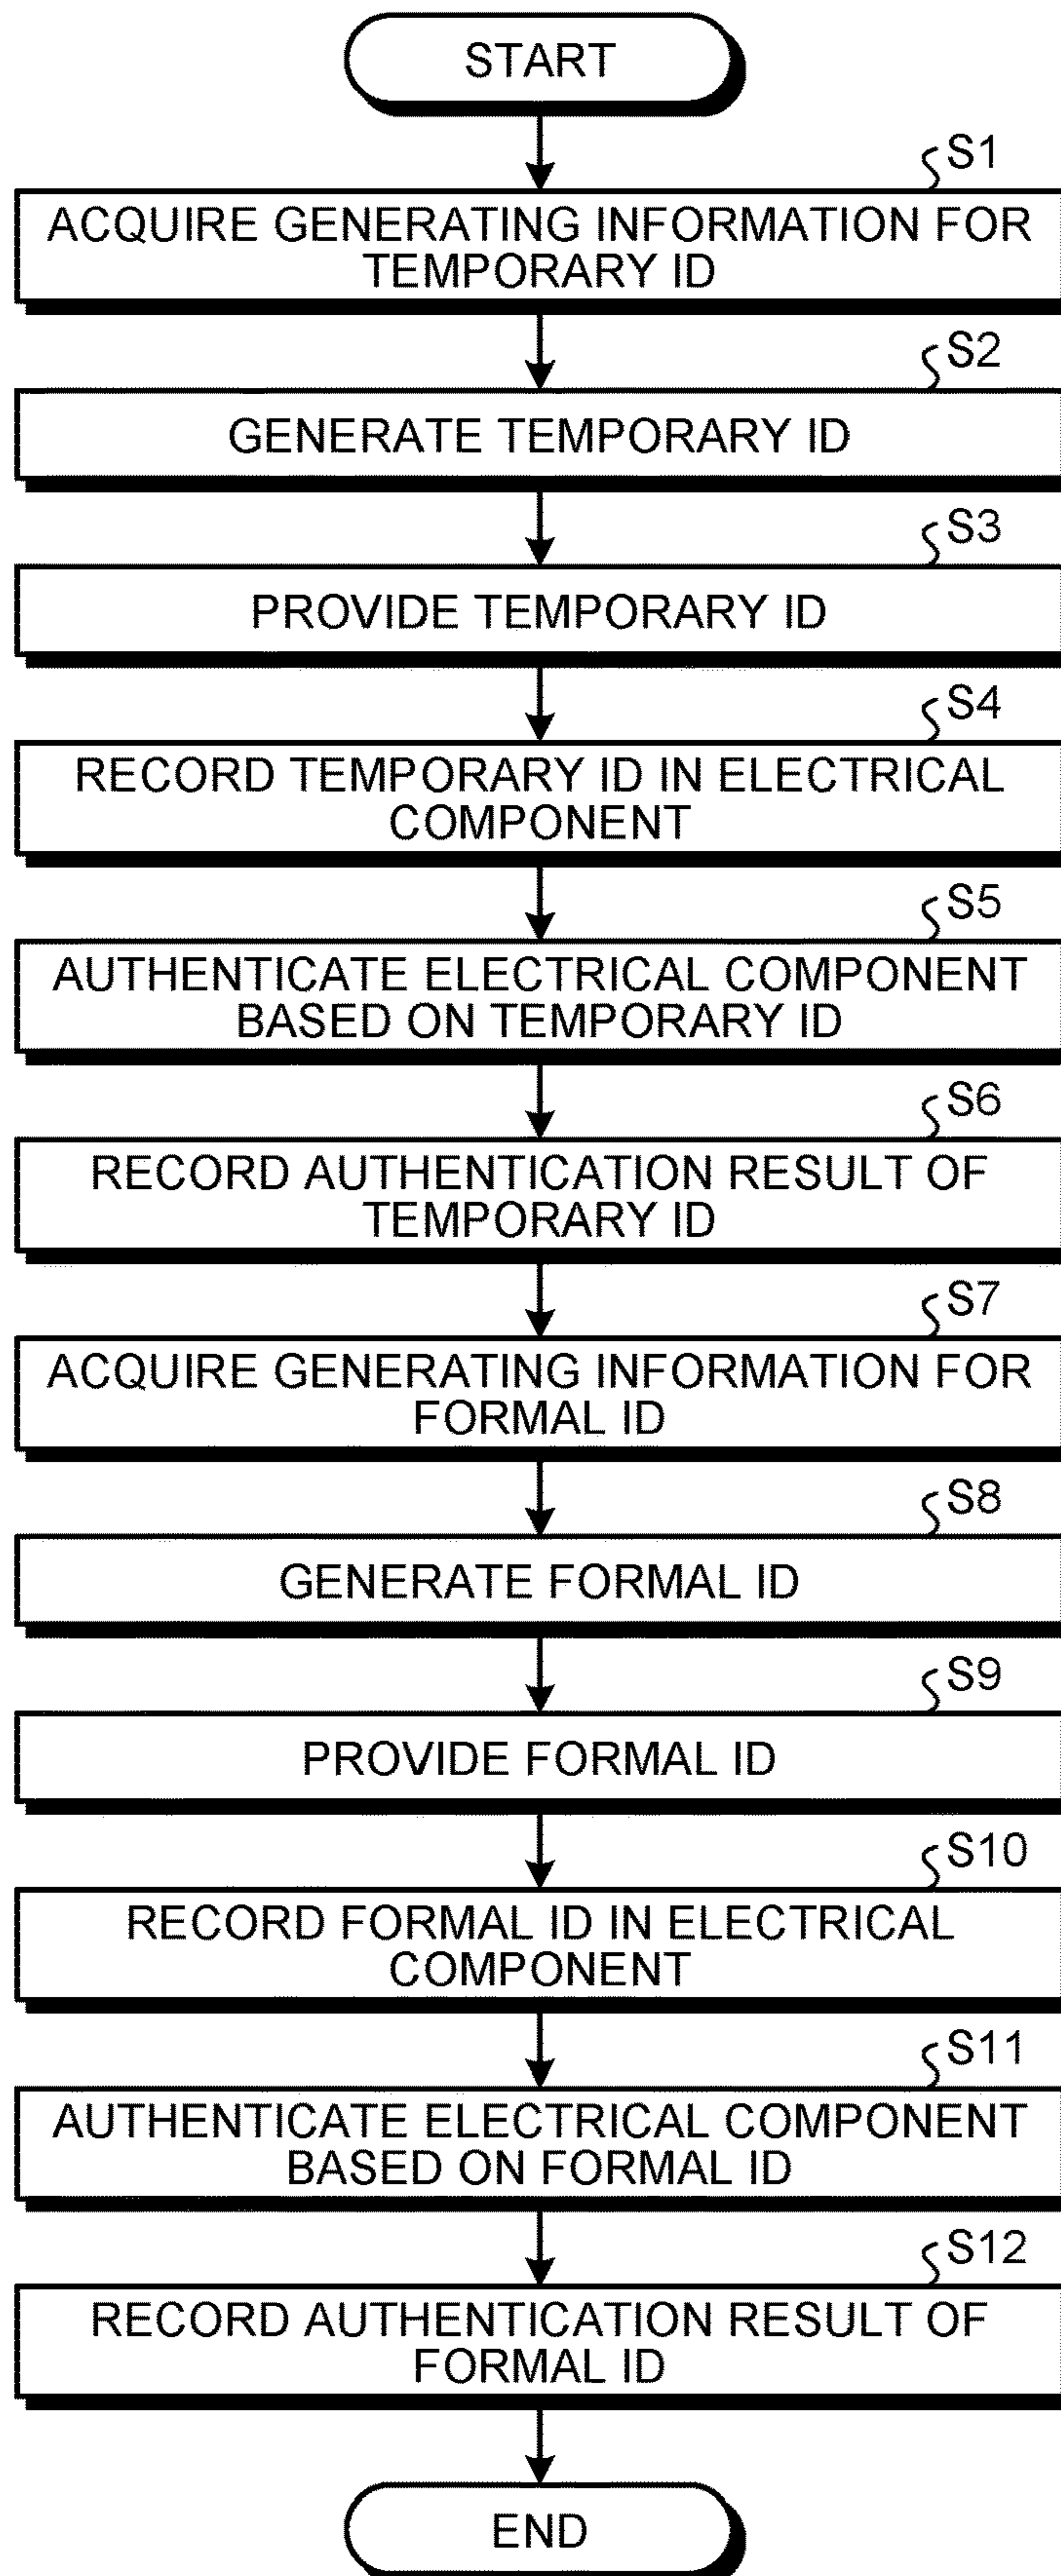 START
S1
ACQUIRE GENERATING INFORMATION FOR
TEMPORARY ID
S2
GENERATE TEMPORARY ID
S3
PROVIDE TEMPORARY ID
S4
RECORD TEMPORARY ID IN ELECTRICAL
COMPONENT
S5
AUTHENTICATE ELECTRICAL COMPONENT
BASED ON TEMPORARY ID
S6
RECORD AUTHENTICATION RESULT OF
TEMPORARY ID
S7
ACQUIRE GENERATING INFORMATION FOR
FORMAL ID
S8
GENERATE FORMAL ID
S9
PROVIDE FORMAL ID
S10
RECORD FORMAL ID IN ELECTRICAL
COMPONENT
S11
AUTHENTICATE ELECTRICAL COMPONENT
BASED ON FORMAL ID
S12
RECORD AUTHENTICATION RESULT OF
FORMAL ID
END